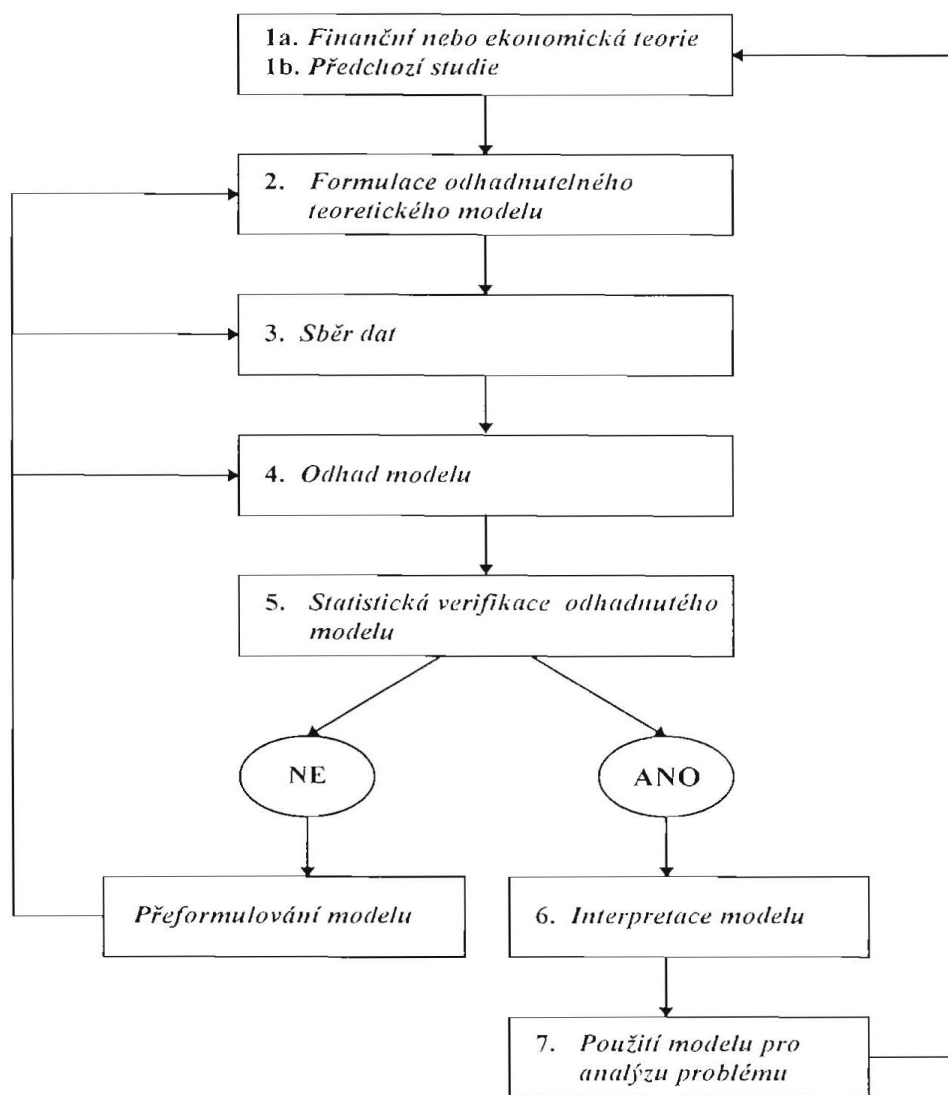 1a. Finanční nebo ekonomická teorie
1b. Předchozí studie
2. Formulace odhadnutelného
teoretického modelu
3. Sběr dat
4. Odhad modelu
5. Statistická verifikace odhadnutého
modelu
NE
ANO
Přeformulování modelu
6. Interpretace modelu
7. Použití modelu pro
analýzu problému